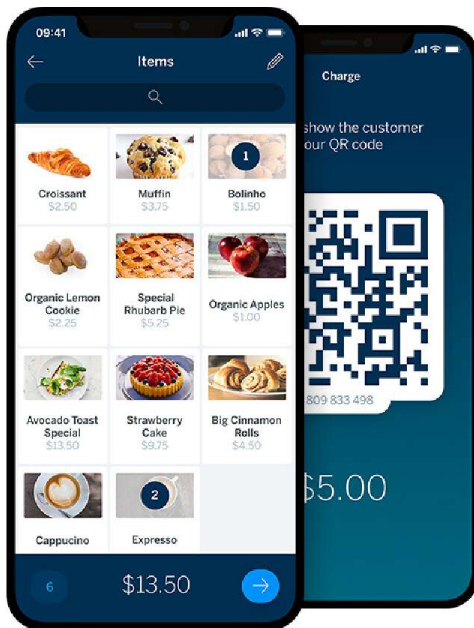 09:41
Items
Croissant
$2.50
Muffin
$3.75
1
Bolinho
$1.50
Organic Lemon
Cookie
$2.25
Special
Rhubarb Pie
$5.25
Organic Apples
$1.00
Avocado Toast
Special
$13.50
Strawberry
Cake
$9.75
Big Cinnamon
Rolls
$4.50
Cappucino
2
Expresso
6
$13.50
Charge
show the customer
our QR code
809 833 498
$5.00